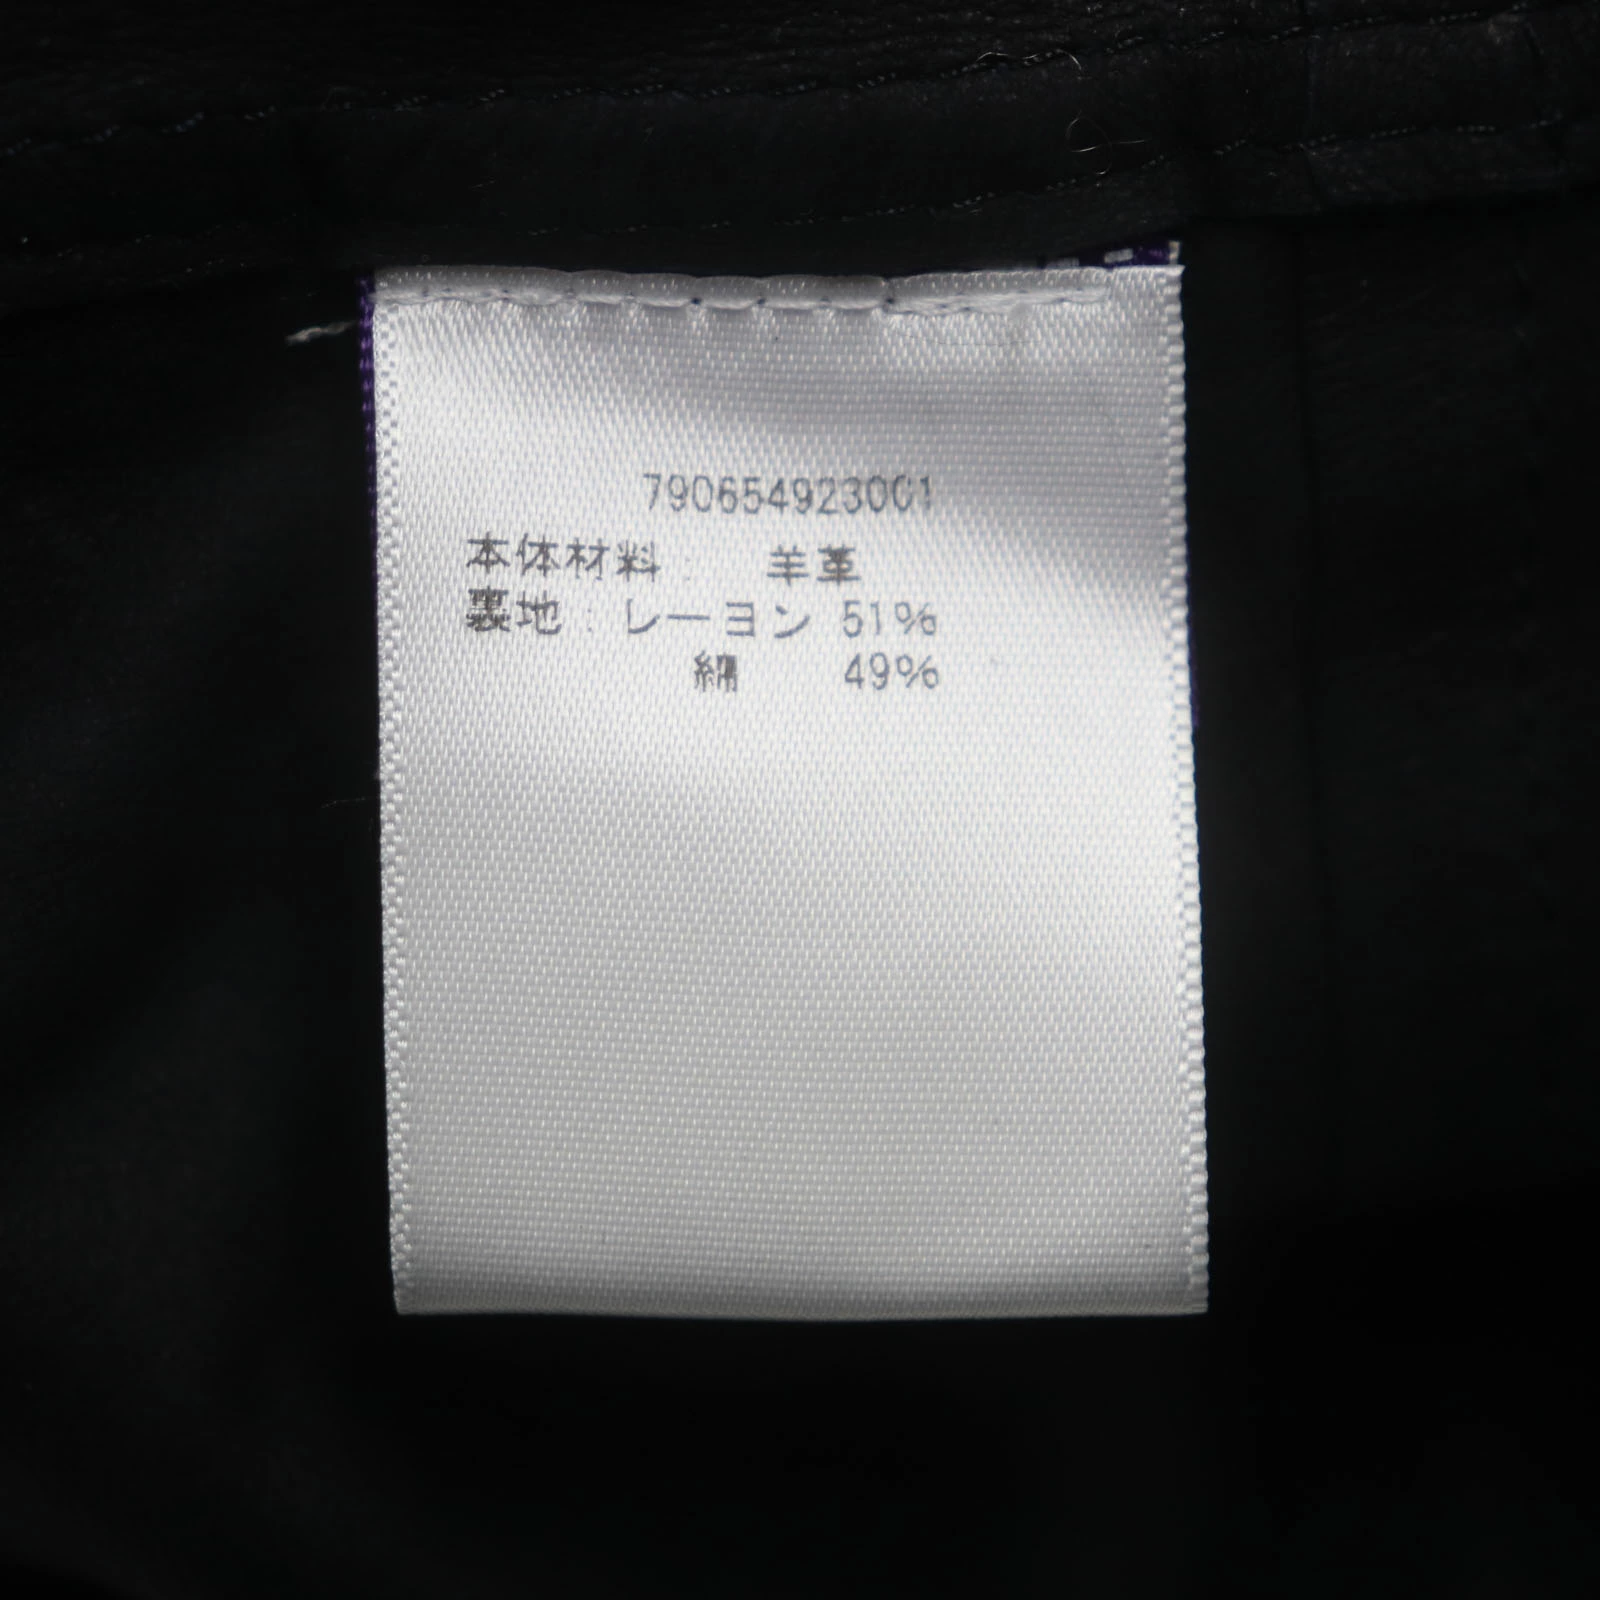 790654923001
本体材料: 羊革
裏地: レーヨン 51%
綿 49%